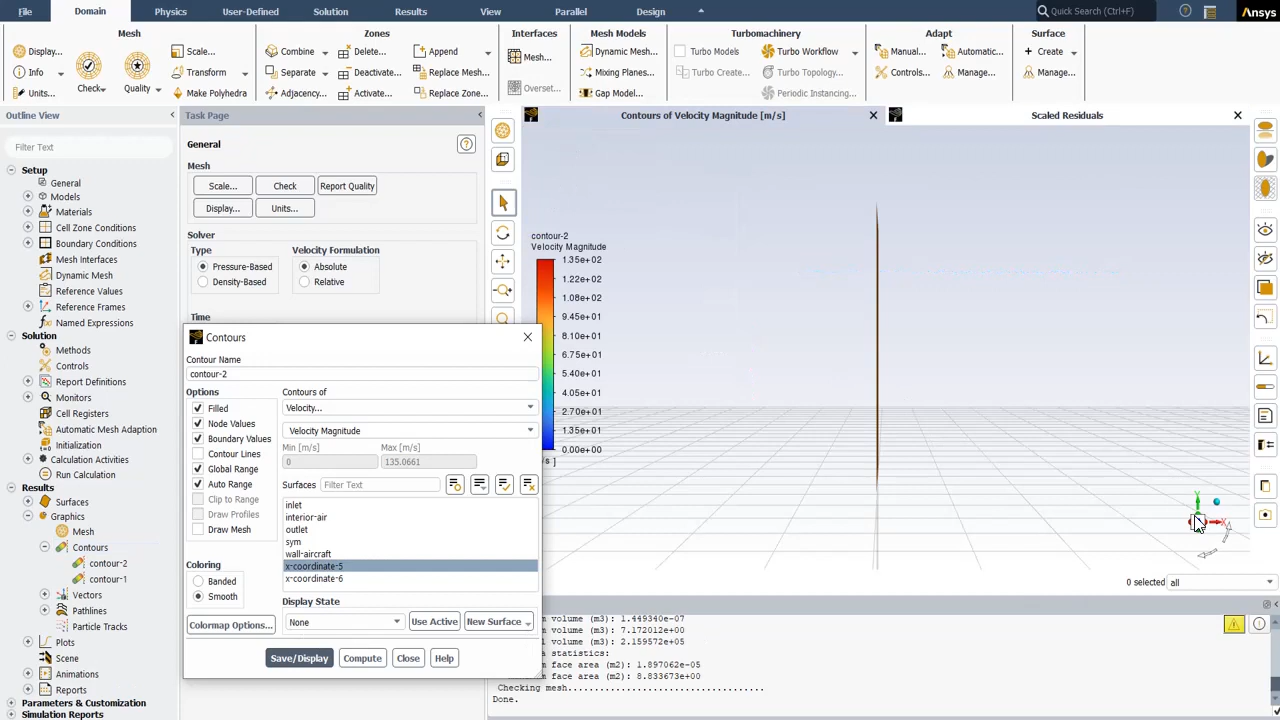 File
Domain
Physics
User-Defined
Solution
Results
View
Parallel
Design
Quick Search (Ctrl+F)
Ansys
Mesh
Zones
Interfaces
Mesh Models
Turbomachinery
Adapt
Surface
Display...
Info
Units...
Check
Quality
Scale...
Transform
Make Polyhedra
Combine
Separate
Adjacency...
Delete...
Deactivate...
Activate...
Append
Replace Mesh...
Replace Zone...
Mesh...
Overset...
Dynamic Mesh...
Mixing Planes...
Gap Model...
Turbo Models
Turbo Create...
Turbo Workflow
Turbo Topology...
Periodic Instancing...
Manual...
Controls...
Automatic...
Manage...
Create
Manage...
Outline View
Filter Text
Setup
General
Models
Materials
Cell Zone Conditions
Boundary Conditions
Mesh Interfaces
Dynamic Mesh
Reference Values
Reference Frames
Named Expressions
Solution
Methods
Controls
Report Definitions
Monitors
Cell Registers
Automatic Mesh Adaption
Initialization
Calculation Activities
Run Calculation
Results
Surfaces
Graphics
Mesh
Contours
contour-2
contour-1
Vectors
Pathlines
Particle Tracks
Plots
Scene
Animations
Reports
Parameters & Customization
Simulation Reports
Task Page
General
Mesh
Scale...
Check
Report Quality
Display...
Units...
Solver
Type
Velocity Formulation
Pressure-Based
Absolute
Density-Based
Relative
Time
Contours
Contour Name
contour-2
Options
Filled
Node Values
Boundary Values
Contour Lines
Global Range
Auto Range
Clip to Range
Draw Profiles
Draw Mesh
Coloring
Banded
Smooth
Colormap Options...
Contours of
Velocity...
Velocity Magnitude
Min [m/s]
Max [m/s]
0
135.0661
Surfaces
Filter Text
inlet
interior-air
outlet
sym
wall-aircraft
x-coordinate-5
x-coordinate-6
Display State
None
Use Active
New Surface
Save/Display
Compute
Close
Help
Contours of Velocity Magnitude [m/s]
Scaled Residuals
contour-2
Velocity Magnitude
1.35e+02
1.22e+02
1.08e+02
9.45e+01
8.10e+01
6.75e+01
5.40e+01
4.05e+01
2.70e+01
1.35e+01
0.00e+00
s ]
Y
X
0 selected
all
m volume (m3): 1.449340e-07
m volume (m3): 7.172012e+00
l volume (m3): 2.159572e+05
a statistics:
m face area (m2): 1.897062e-05
m face area (m2): 8.833673e+00
Checking mesh.....................................
Done.